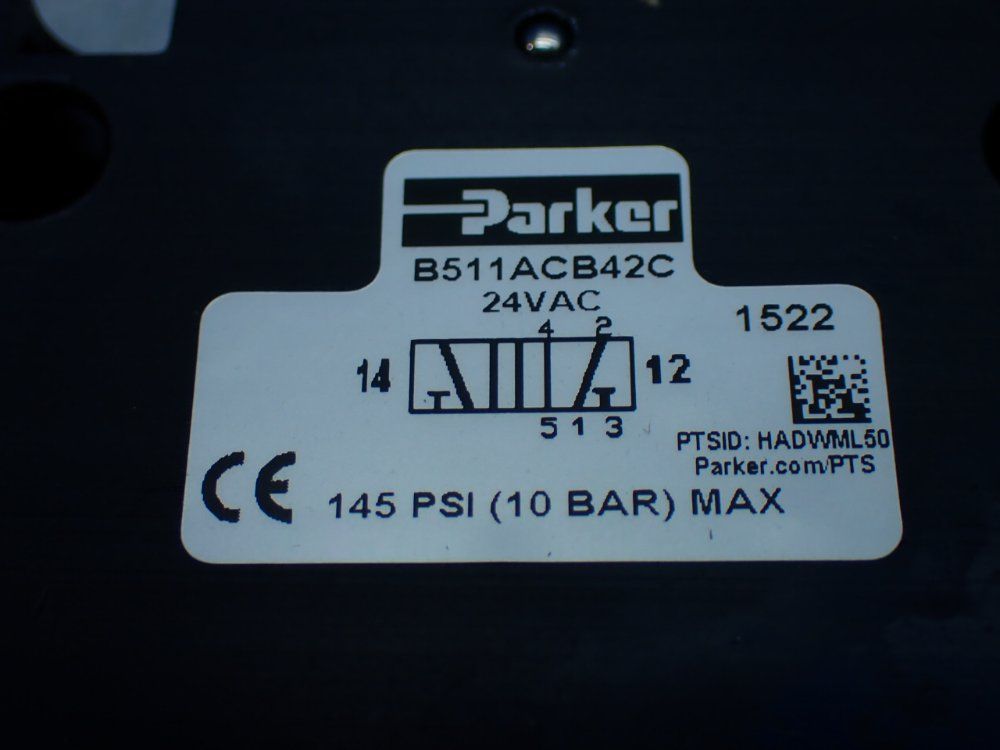 Parker
B511ACB42C
24VAC
1522
4 2
14 12
5 1 3
PTSID: HADWML50
Parker.com/PTS
CE 145 PSI (10 BAR) MAX